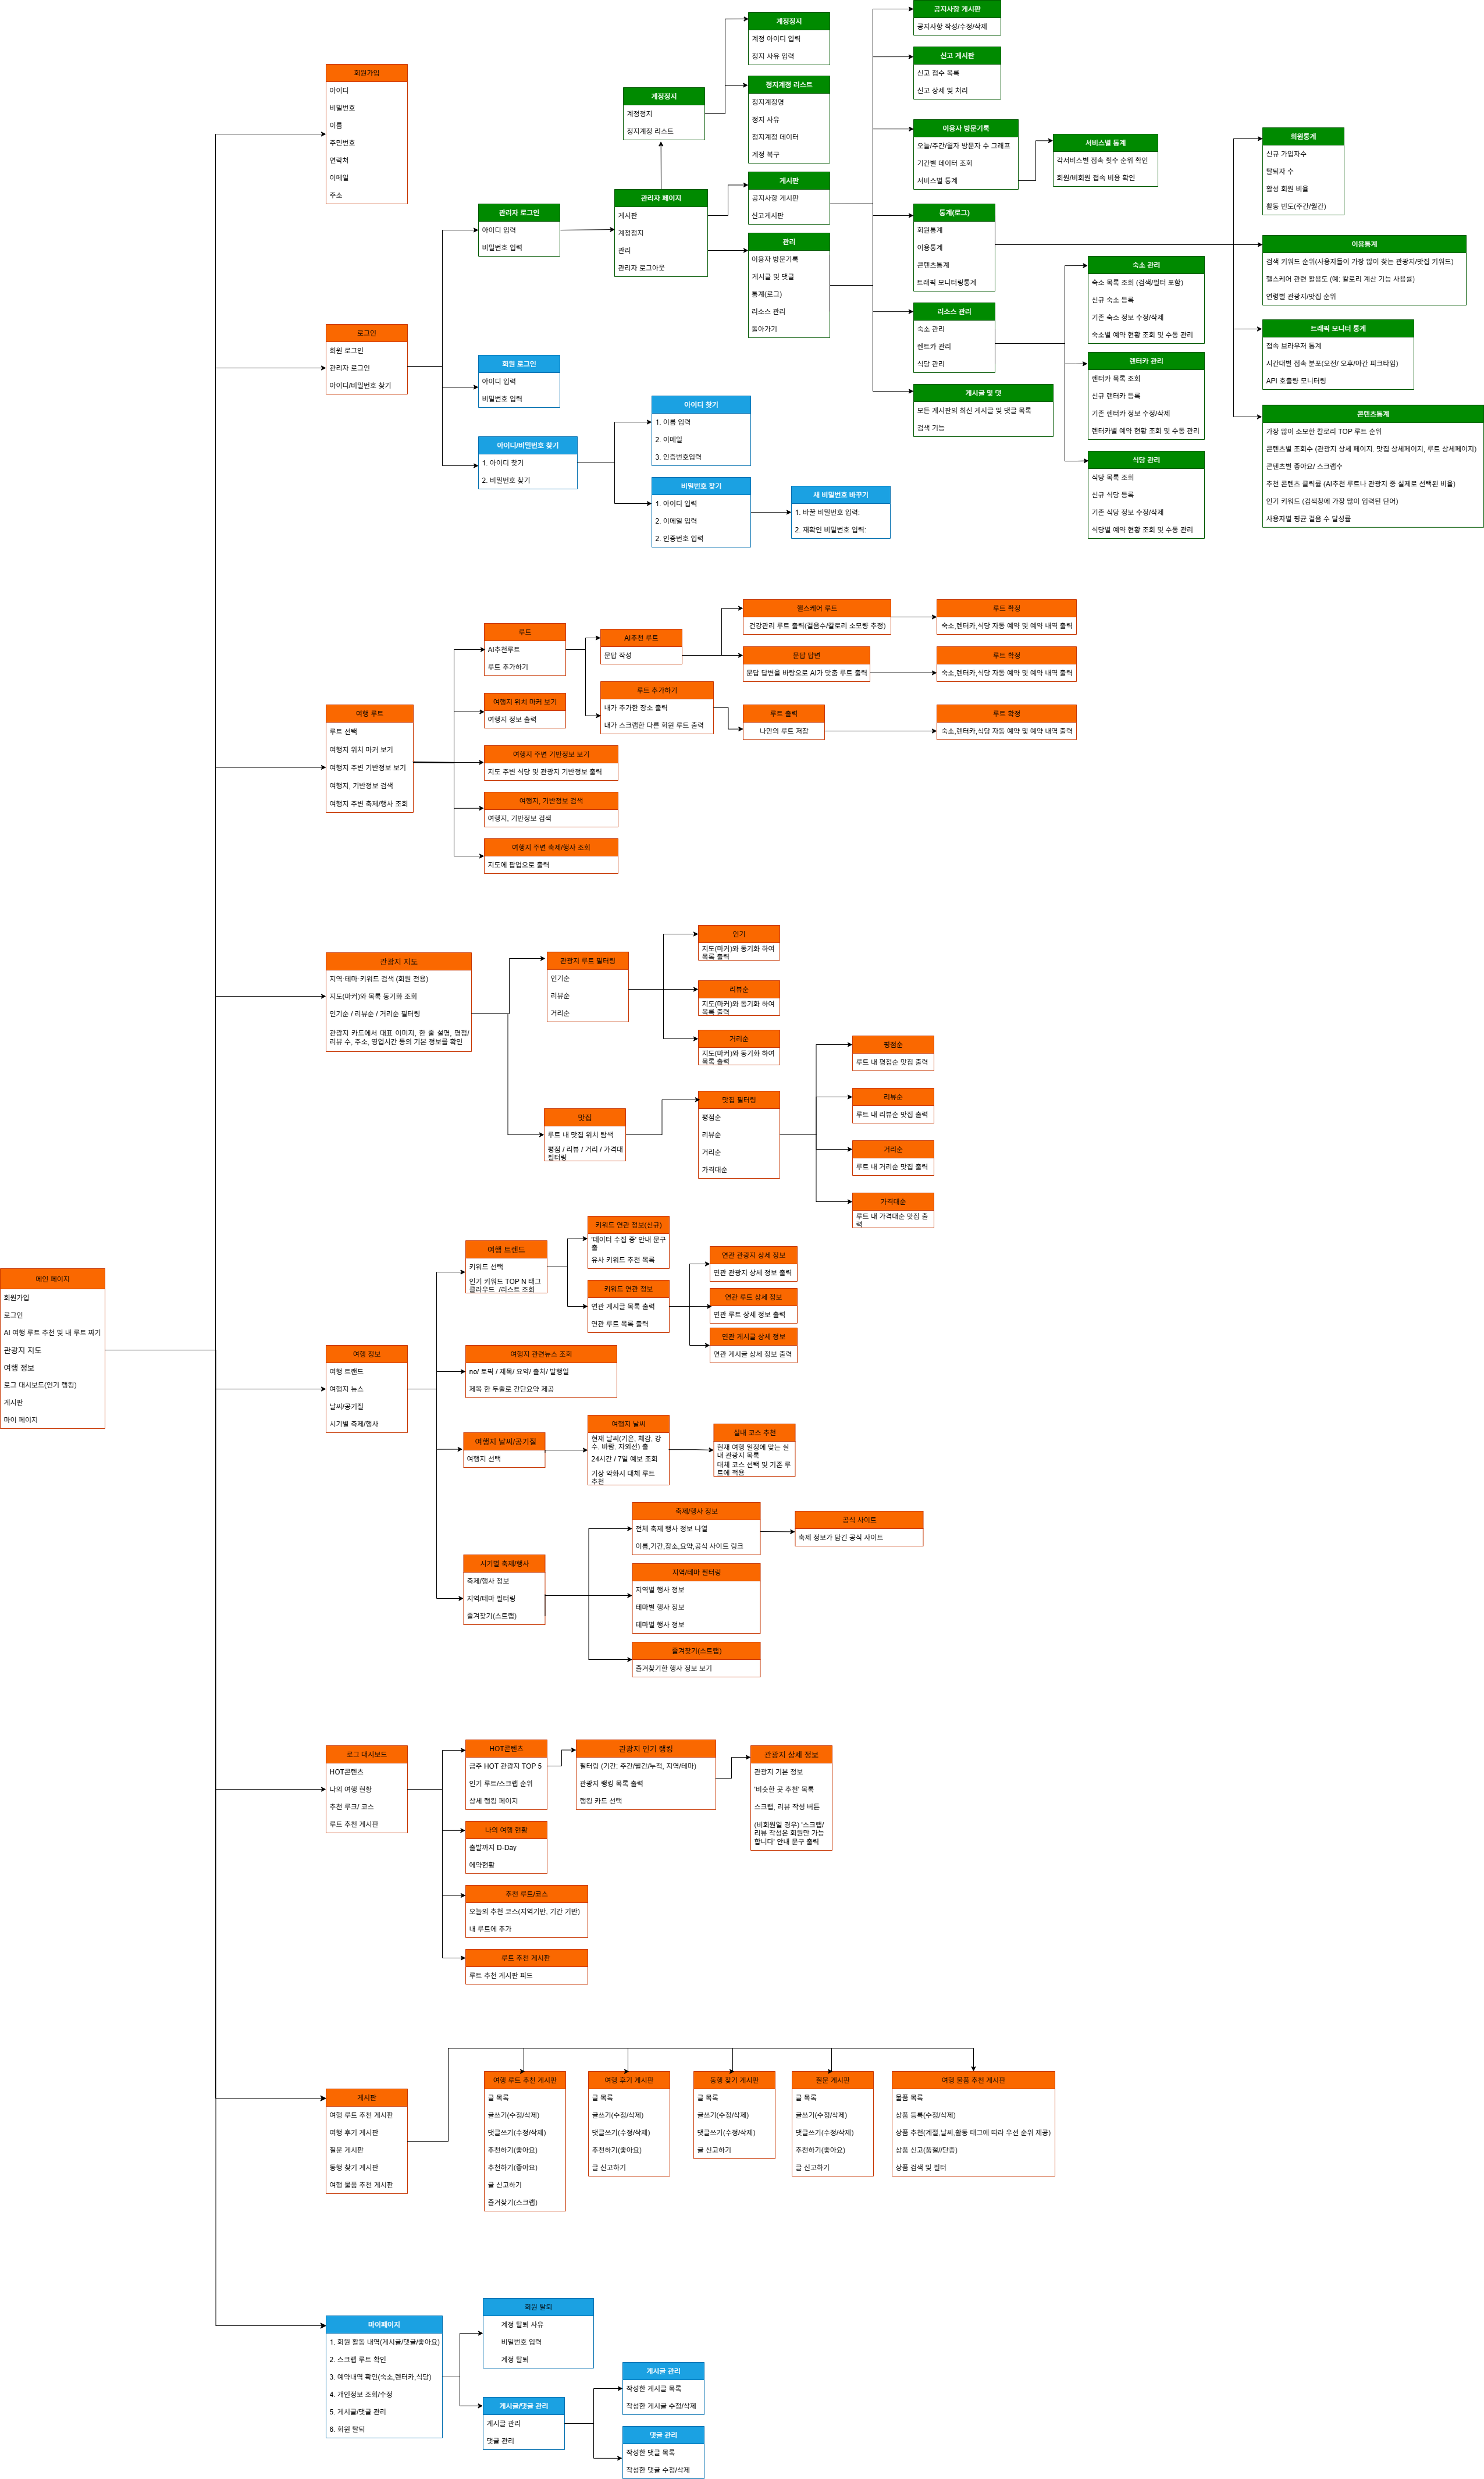 메인 페이지
회원가입
로그인
AI 여행 루트 추천 및 내 루트 짜기
관광지 지도
여행 정보
로그 대시보드(인기 랭킹)
게시판
마이 페이지
회원가입
아이디
비밀번호
이름
주민번호
연락처
이메일
주소
로그인
회원 로그인
관리자 로그인
아이디/비밀번호 찾기
관리자 로그인
아이디 입력
비밀번호 입력
관리자 페이지
게시판
계정정지
관리
관리자 로그아웃
계정정지
계정정지
정지계정 리스트
계정정지
계정 아이디 입력
정지 사유 입력
정지계정 리스트
정지계정명
정지 사유
정지계정 데이터
계정 복구
게시판
공지사항 게시판
신고게시판
관리
이용자 방문기록
게시글 및 댓글
통계(로그)
리소스 관리
돌아가기
공지사항 게시판
공지사항 작성/수정/삭제
신고 게시판
신고 접수 목록
신고 상세 및 처리
이용자 방문기록
오늘/주간/월자 방문자 수 그래프
기간별 데이터 조회
서비스별 통계
서비스별 통계
각서비스별 접속 횟수 순위 확인
회원/비회원 접속 비율 확인
통계(로그)
회원통계
이용통계
콘텐츠통계
트래픽 모니터링통계
리소스 관리
숙소 관리
렌트카 관리
식당 관리
게시글 및 댓
모든 게시판의 최신 게시글 및 댓글 목록
검색 기능
숙소 관리
숙소 목록 조회 (검색/필터 포함)
신규 숙소 등록
기존 숙소 정보 수정/삭제
숙소별 예약 현황 조회 및 수동 관리
렌터카 관리
렌터카 목록 조회
신규 렌터카 등록
기존 렌터카 정보 수정/삭제
렌터카별 예약 현황 조회 및 수동 관리
식당 관리
식당 목록 조회
신규 식당 등록
기존 식당 정보 수정/삭제
식당별 예약 현황 조회 및 수동 관리
회원통계
신규 가입자수
탈퇴자 수
활성 회원 비율
활동 빈도(주간/월간)
이용통계
검색 키워드 순위(사용자들이 가장 많이 찾는 관광지/맛집 키워드)
헬스케어 관련 활용도 (예: 칼로리 계산 기능 사용률)
연령별 관광지/맛집 순위
트래픽 모니터 통계
접속 브라우저 통계
시간대별 접속 분포(오전/ 오후/야간 피크타임)
API 호출량 모니터링
콘텐츠통계
가장 많이 소모한 칼로리 TOP 루트 순위
콘텐츠별 조회수 (관광지 상세 페이지. 맛집 상세페이지, 루트 상세페이지)
콘텐츠별 좋아요/ 스크랩수
추천 콘텐츠 클릭률 (AI추천 루트나 관광지 중 실제로 선택된 비율)
인기 키워드 (검색창에 가장 많이 입력된 단어)
사용자별 평균 걸음 수 달성률
회원 로그인
아이디 입력
비밀번호 입력
아이디/비밀번호 찾기
1. 아이디 찾기
2. 비밀번호 찾기
아이디 찾기
1. 이름 입력
2. 이메일
3. 인증번호입력
비밀번호 찾기
1. 아이디 입력
2. 이메일 입력
2. 인증번호 입력
새 비밀번호 바꾸기
1. 바꿀 비밀번호 입력:
2. 재확인 비밀번호 입력:
여행 루트
루트 선택
여행지 위치 마커 보기
여행지 주변 기반정보 보기
여행지, 기반정보 검색
여행지 주변 축제/행사 조회
루트
AI추천루트
루트 추가하기
AI추천 루트
문답 작성
헬스케어 루트
건강관리 루트 출력(걸음수/칼로리 소모량 추정)
루트 확정
숙소,렌터카,식당 자동 예약 및 예약 내역 출력
문답 답변
문답 답변을 바탕으로 AI가 맞춤 루트 출력
루트 확정
숙소,렌터카,식당 자동 예약 및 예약 내역 출력
루트 추가하기
내가 추가한 장소 출력
내가 스크랩한 다른 회원 루트 출력
루트 출력
나만의 루트 저장
루트 확정
숙소,렌터카,식당 자동 예약 및 예약 내역 출력
여행지 위치 마커 보기
여행지 정보 출력
여행지 주변 기반정보 보기
지도 주변 식당 및 관광지 기반정보 출력
여행지, 기반정보 검색
여행지, 기반정보 검색
여행지 주변 축제/행사 조회
지도에 팝업으로 출력
관광지 지도
지역·테마·키워드 검색 (회원 전용)
지도(마커)와 목록 동기화 조회
인기순 / 리뷰순 / 거리순 필터링
관광지 카드에서 대표 이미지, 한 줄 설명, 평점/
리뷰 수, 주소, 영업시간 등의 기본 정보를 확인
관광지 루트 필터링
인기순
리뷰순
거리순
인기
지도(마커)와 동기화 하여
목록 출력
리뷰순
지도(마커)와 동기화 하여
목록 출력
거리순
지도(마커)와 동기화 하여
목록 출력
맛집
루트 내 맛집 위치 탐색
평점 / 리뷰 / 거리 / 가격대
필터링
맛집 필터링
평점순
리뷰순
거리순
가격대순
평점순
루트 내 평점순 맛집 출력
리뷰순
루트 내 리뷰순 맛집 출력
거리순
루트 내 거리순 맛집 출력
가격대순
루트 내 가격대순 맛집 출
력
여행 정보
여행 트랜드
여행지 뉴스
날씨/공기질
시기별 축제/행사
여행 트렌드
키워드 선택
인기 키워드 TOP N 태그
클라우드 /리스트 조회
키워드 연관 정보(신규)
'데이터 수집 중' 안내 문구
출
유사 키워드 추천 목록
키워드 연관 정보
연관 게시글 목록 출력
연관 루트 목록 출력
연관 관광지 상세 정보
연관 관광지 상세 정보 출력
연관 루트 상세 정보
연관 루트 상세 정보 출력
연관 게시글 상세 정보
연관 게시글 상세 정보 출력
여행지 관련뉴스 조회
no/ 토픽 / 제목/ 요약/ 출처/ 발행일
제목 한 두줄로 간단요약 제공
여행지 날씨/공기질
여행지 선택
여행지 날씨
현재 날씨(기온, 체감, 강
수, 바람, 자외선) 출
24시간 / 7일 예보 조회
기상 악화시 대체 루트
추천
실내 코스 추천
현재 여행 일정에 맞는 실
내 관광지 목록
대체 코스 선택 및 기존 루
트에 적용
시기별 축제/행사
축제/행사 정보
지역/테마 필터링
즐겨찾기(스트랩)
축제/행사 정보
전체 축제 행사 정보 나열
이름,기간,장소,요약,공식 사이트 링크
공식 사이트
축제 정보가 담긴 공식 사이트
지역/테마 필터링
지역별 행사 정보
테마별 행사 정보
테마별 행사 정보
즐겨찾기(스트랩)
즐겨찾기한 행사 정보 보기
로그 대시보드
HOT콘텐츠
나의 여행 현황
추천 루크/ 코스
루트 추천 게시판
HOT콘텐츠
금주 HOT 관광지 TOP 5
인기 루트/스크랩 순위
상세 랭킹 페이지
관광지 인기 랭킹
필터링 (기간: 주간/월간/누적, 지역/테마)
관광지 랭킹 목록 출력
랭킹 카드 선택
관광지 상세 정보
관광지 기본 정보
'비슷한 곳 추천' 목록
스크랩, 리뷰 작성 버튼
(비회원일 경우) '스크랩/
리뷰 작성은 회원만 가능
합니다' 안내 문구 출력
나의 여행 현황
출발까지 D-Day
예약현황
추천 루트/코스
오늘의 추천 코스(지역기반, 기간 기반)
내 루트에 추가
루트 추천 게시판
루트 추천 게시판 피드
게시판
여행 루트 추천 게시판
여행 후기 게시판
질문 게시판
동행 찾기 게시판
여행 물품 추천 게시판
여행 루트 추천 게시판
글 목록
글쓰기(수정/삭제)
댓글쓰기(수정/삭제)
추천하기(좋아요)
추천하기(좋아요)
글 신고하기
즐겨찾기(스크랩)
여행 후기 게시판
글 목록
글쓰기(수정/삭제)
댓글쓰기(수정/삭제)
추천하기(좋아요)
글 신고하기
동행 찾기 게시판
글 목록
글쓰기(수정/삭제)
댓글쓰기(수정/삭제)
글 신고하기
질문 게시판
글 목록
글쓰기(수정/삭제)
댓글쓰기(수정/삭제)
추천하기(좋아요)
글 신고하기
여행 물품 추천 게시판
물품 목록
상품 등록(수정/삭제)
상품 추천(계절,날씨,활동 태그에 따라 우선 순위 제공)
상품 신고(품절//단종)
상품 검색 및 필터
마이페이지
1. 회원 활동 내역(게시글/댓글/좋아요)
2. 스크랩 루트 확인
3. 예약내역 확인(숙소,렌터카,식당)
4. 개인정보 조회/수정
5. 게시글/댓글 관리
6. 회원 탈퇴
회원 탈퇴
계정 탈퇴 사유
비밀번호 입력
계정 탈퇴
게시글/댓글 관리
게시글 관리
댓글 관리
게시글 관리
작성한 게시글 목록
작성한 게시글 수정/삭제
댓글 관리
작성한 댓글 목록
작성한 댓글 수정/삭제